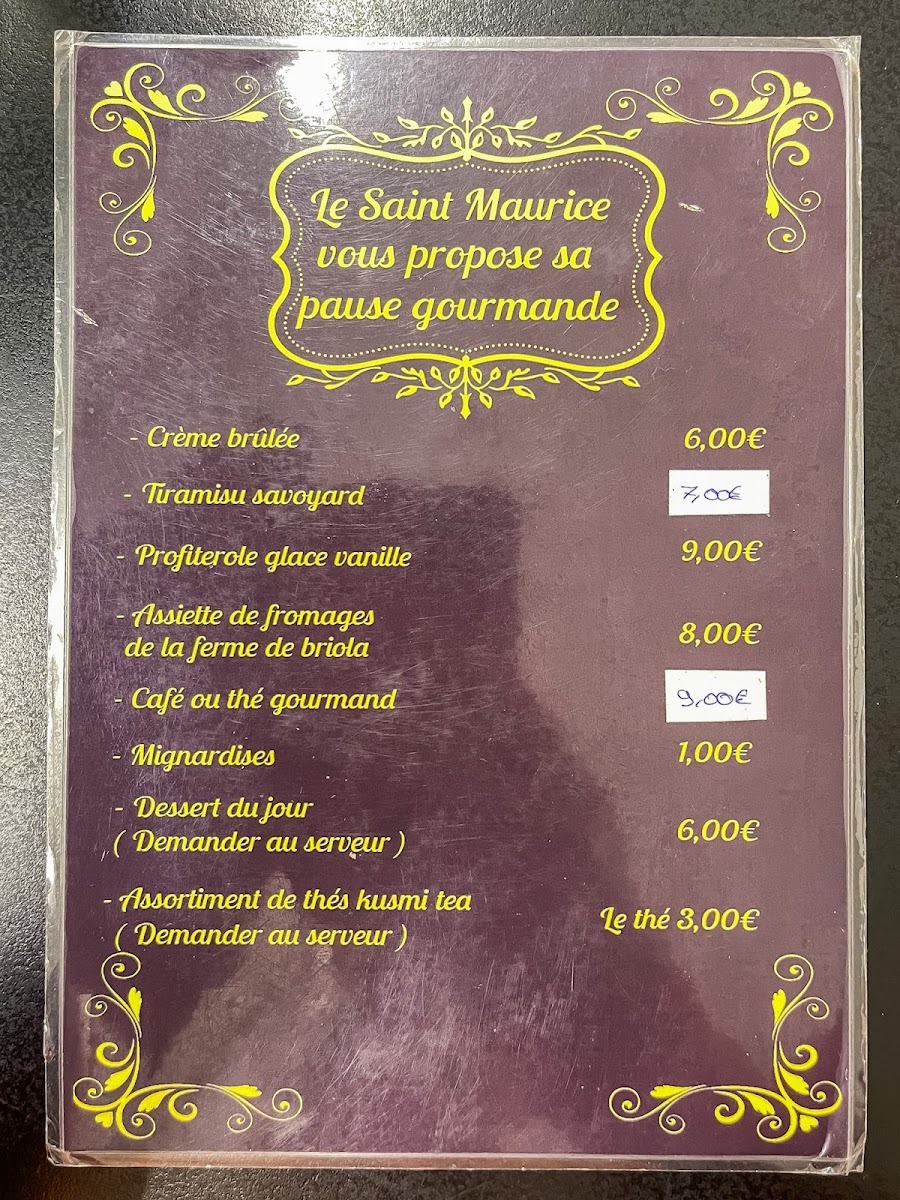 Le Saint Maurice
vous propose sa
pause gourmande
- Crème brûlée 6,00€
- Tiramisu savoyard 7,00€
- Profiterole glace vanille 9,00€
- Assiette de fromages
de la ferme de briola 8,00€
- Café ou thé gourmand 9,00€
- Mignardises 1,00€
- Dessert du jour
( Demander au serveur ) 6,00€
- Assortiment de thés kusmi tea
( Demander au serveur ) Le thé 3,00€